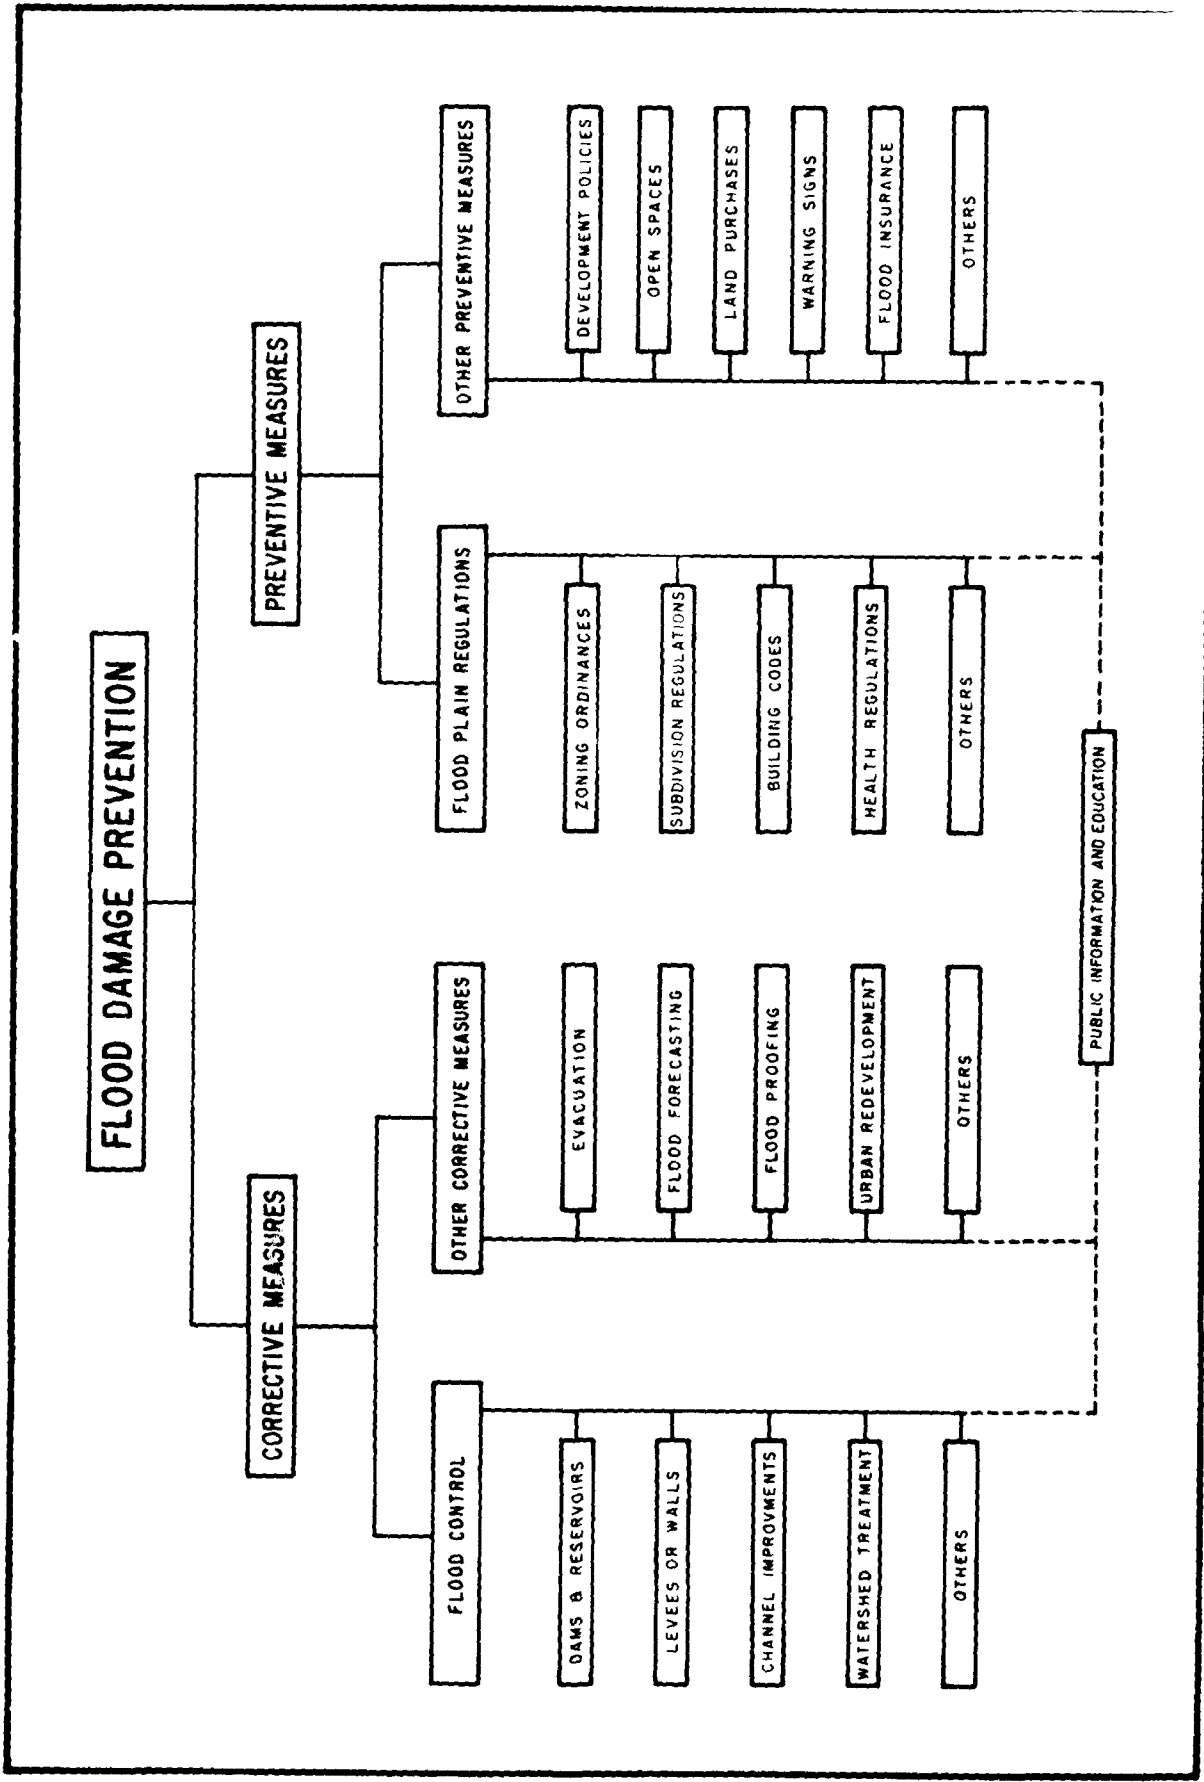 FLOOD DAMAGE PREVENTION
CORRECTIVE MEASURES
PREVENTIVE MEASURES
FLOOD CONTROL
OTHER CORRECTIVE MEASURES
FLOOD PLAIN REGULATIONS
OTHER PREVENTIVE MEASURES
DAMS & RESERVOIRS
LEVEES OR WALLS
CHANNEL IMPROVMENTS
WATERSHED TREATMENT
OTHERS
EVACUATION
FLOOD FORECASTING
FLOOD PROOFING
URBAN REDEVELOPMENT
OTHERS
ZONING ORDINANCES
SUBDIVISION REGULATIONS
BUILDING CODES
HEALTH REGULATIONS
OTHERS
DEVELOPMENT POLICIES
OPEN SPACES
LAND PURCHASES
WARNING SIGNS
FLOOD INSURANCE
OTHERS
PUBLIC INFORMATION AND EDUCATION